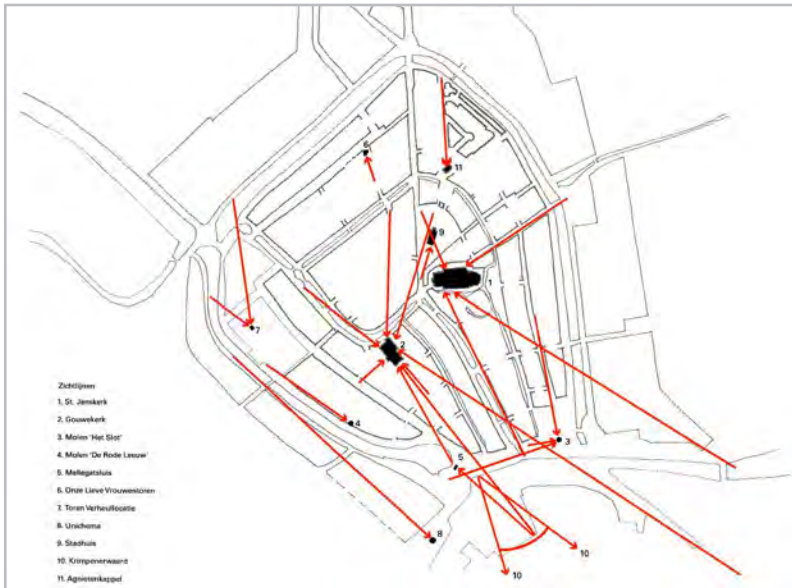 6
11
9
1
7
2
4
3
5
8
10
10
Zichtlijnen
1. St. Janskerk
2. Gouwekerk
3. Molen 'Het Slot'
4. Molen 'De Rode Leeuw'
5. Mallegatsluis
6. Onze Lieve Vrouwetoren
7. Toren Verheullocatie
8. Unichema
9. Stadhuis
10. Krimpenerwaard
11. Agnietenkappel